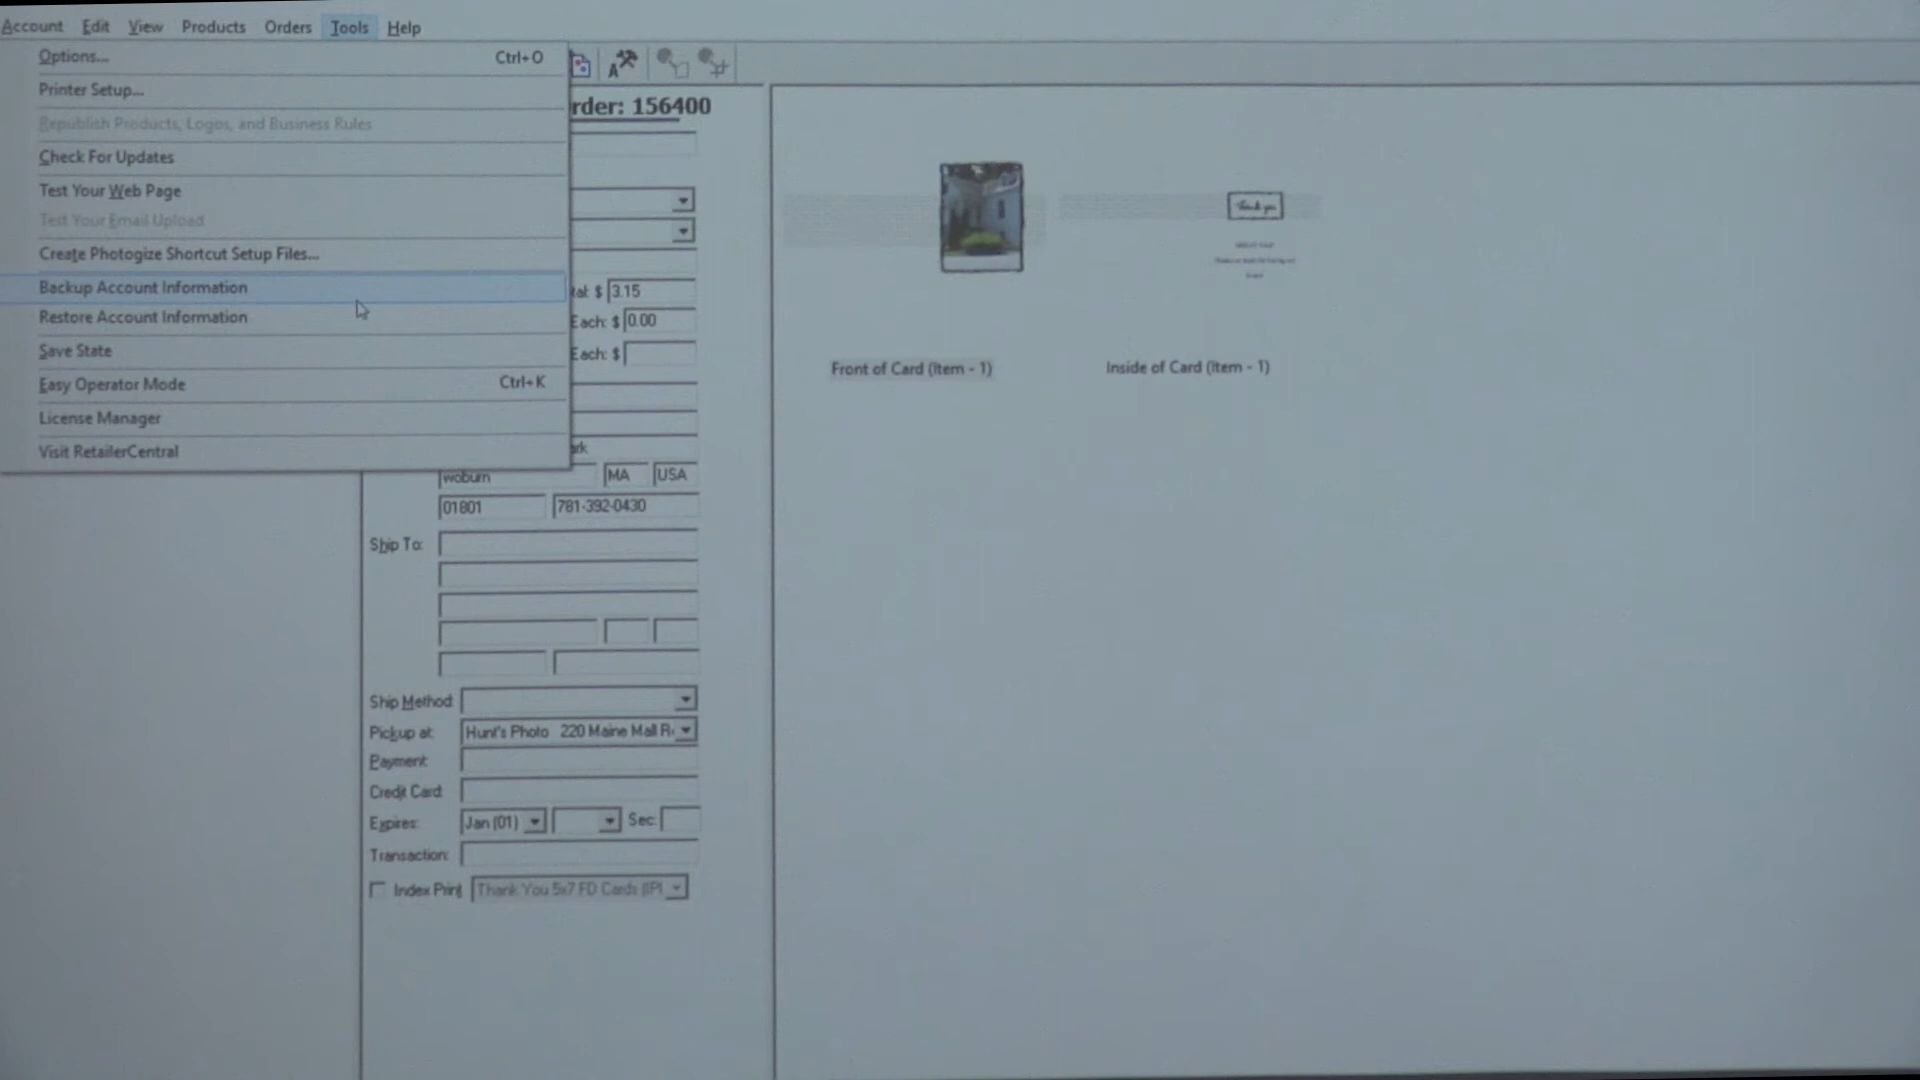 Account Edit View Products Orders Tools Help
Options... Ctrl+O
Printer Setup...
Republish Products, Logos, and Business Rules
Check For Updates
Test Your Web Page
Test Your Email Upload
Create Photogize Shortcut Setup Files...
Backup Account Information
Restore Account Information
Save State
Easy Operator Mode Ctrl+K
License Manager
Visit RetailerCentral
rder: 156400
tal: $ 3.15
Each: $ 0.00
Each: $
rk
woburn MA USA
01801 781-392-0430
Ship To:
Ship Method:
Pickup at: Hunt's Photo 220 Maine Mall R
Payment:
Credit Card:
Expires: Jan (01) Sec:
Transaction:
Index Print Thank You 5x7 FD Cards (IPI
Thank you
Front of Card (Item - 1)
Inside of Card (Item - 1)